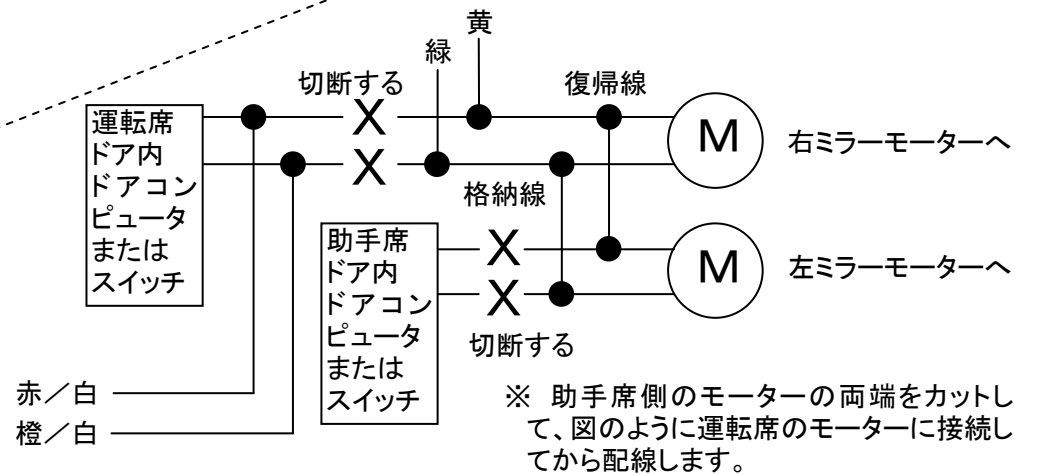 黄
緑
切断する
復帰線
運転席
ドア内
ドアコン
ピュータ
または
スイッチ
X
X
M
右ミラーモーターへ
格納線
助手席
ドア内
ドアコン
ピュータ
または
スイッチ
X
X
M
左ミラーモーターへ
切断する
赤／白
橙／白
※ 助手席側のモーターの両端をカットし
て、図のように運転席のモーターに接続し
てから配線します。